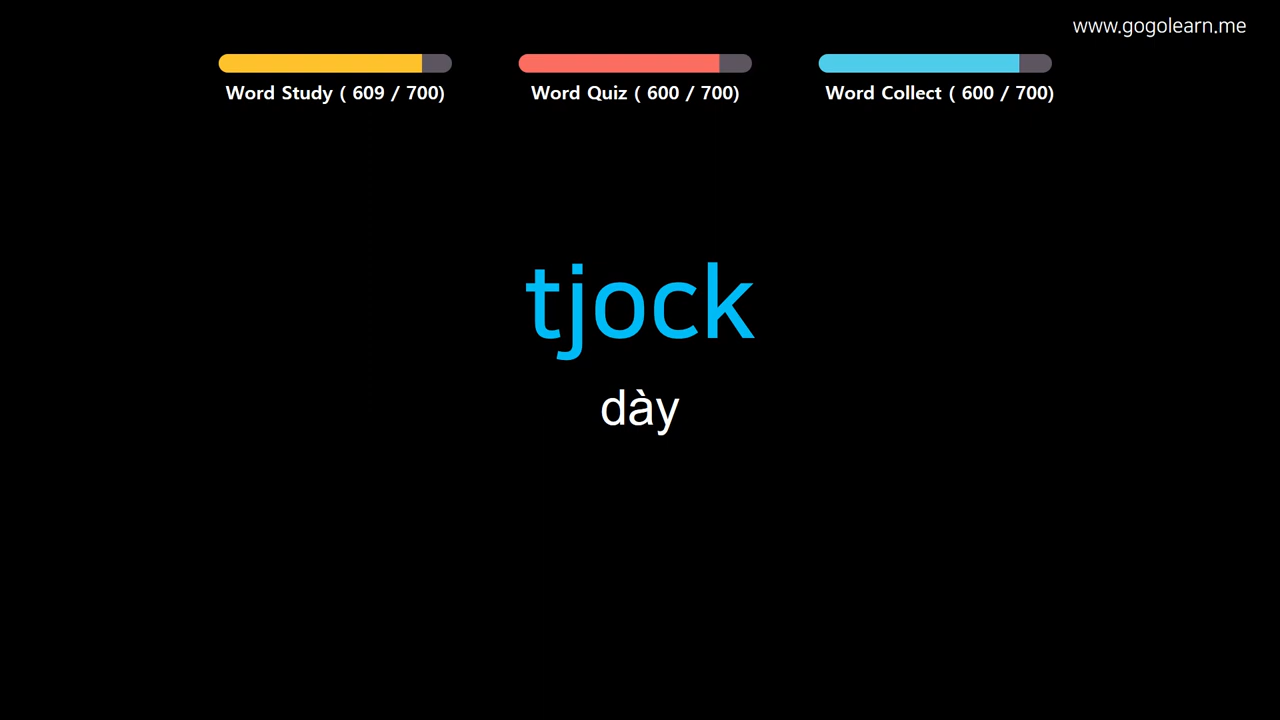 www.gogolearn.me
Word Study ( 609 / 700)
Word Quiz ( 600 / 700)
Word Collect ( 600 / 700)
tjock
dày